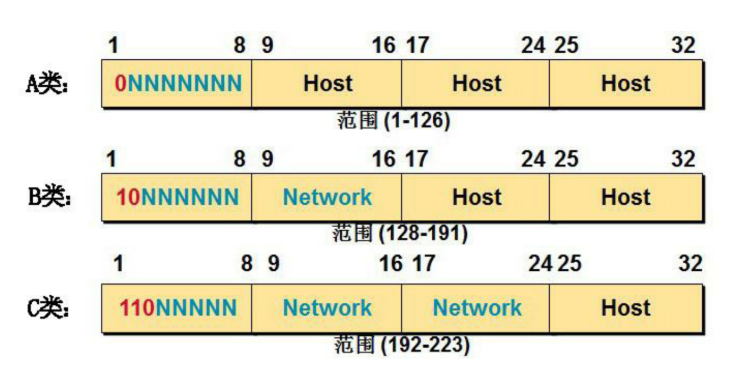 1 8 9 16 17 24 25 32
A类: 0NNNNNNN Host Host Host
范围 (1-126)
1 8 9 16 17 24 25 32
B类: 10NNNNNN Network Host Host
范围 (128-191)
1 8 9 16 17 24 25 32
C类: 110NNNNN Network Network Host
范围 (192-223)